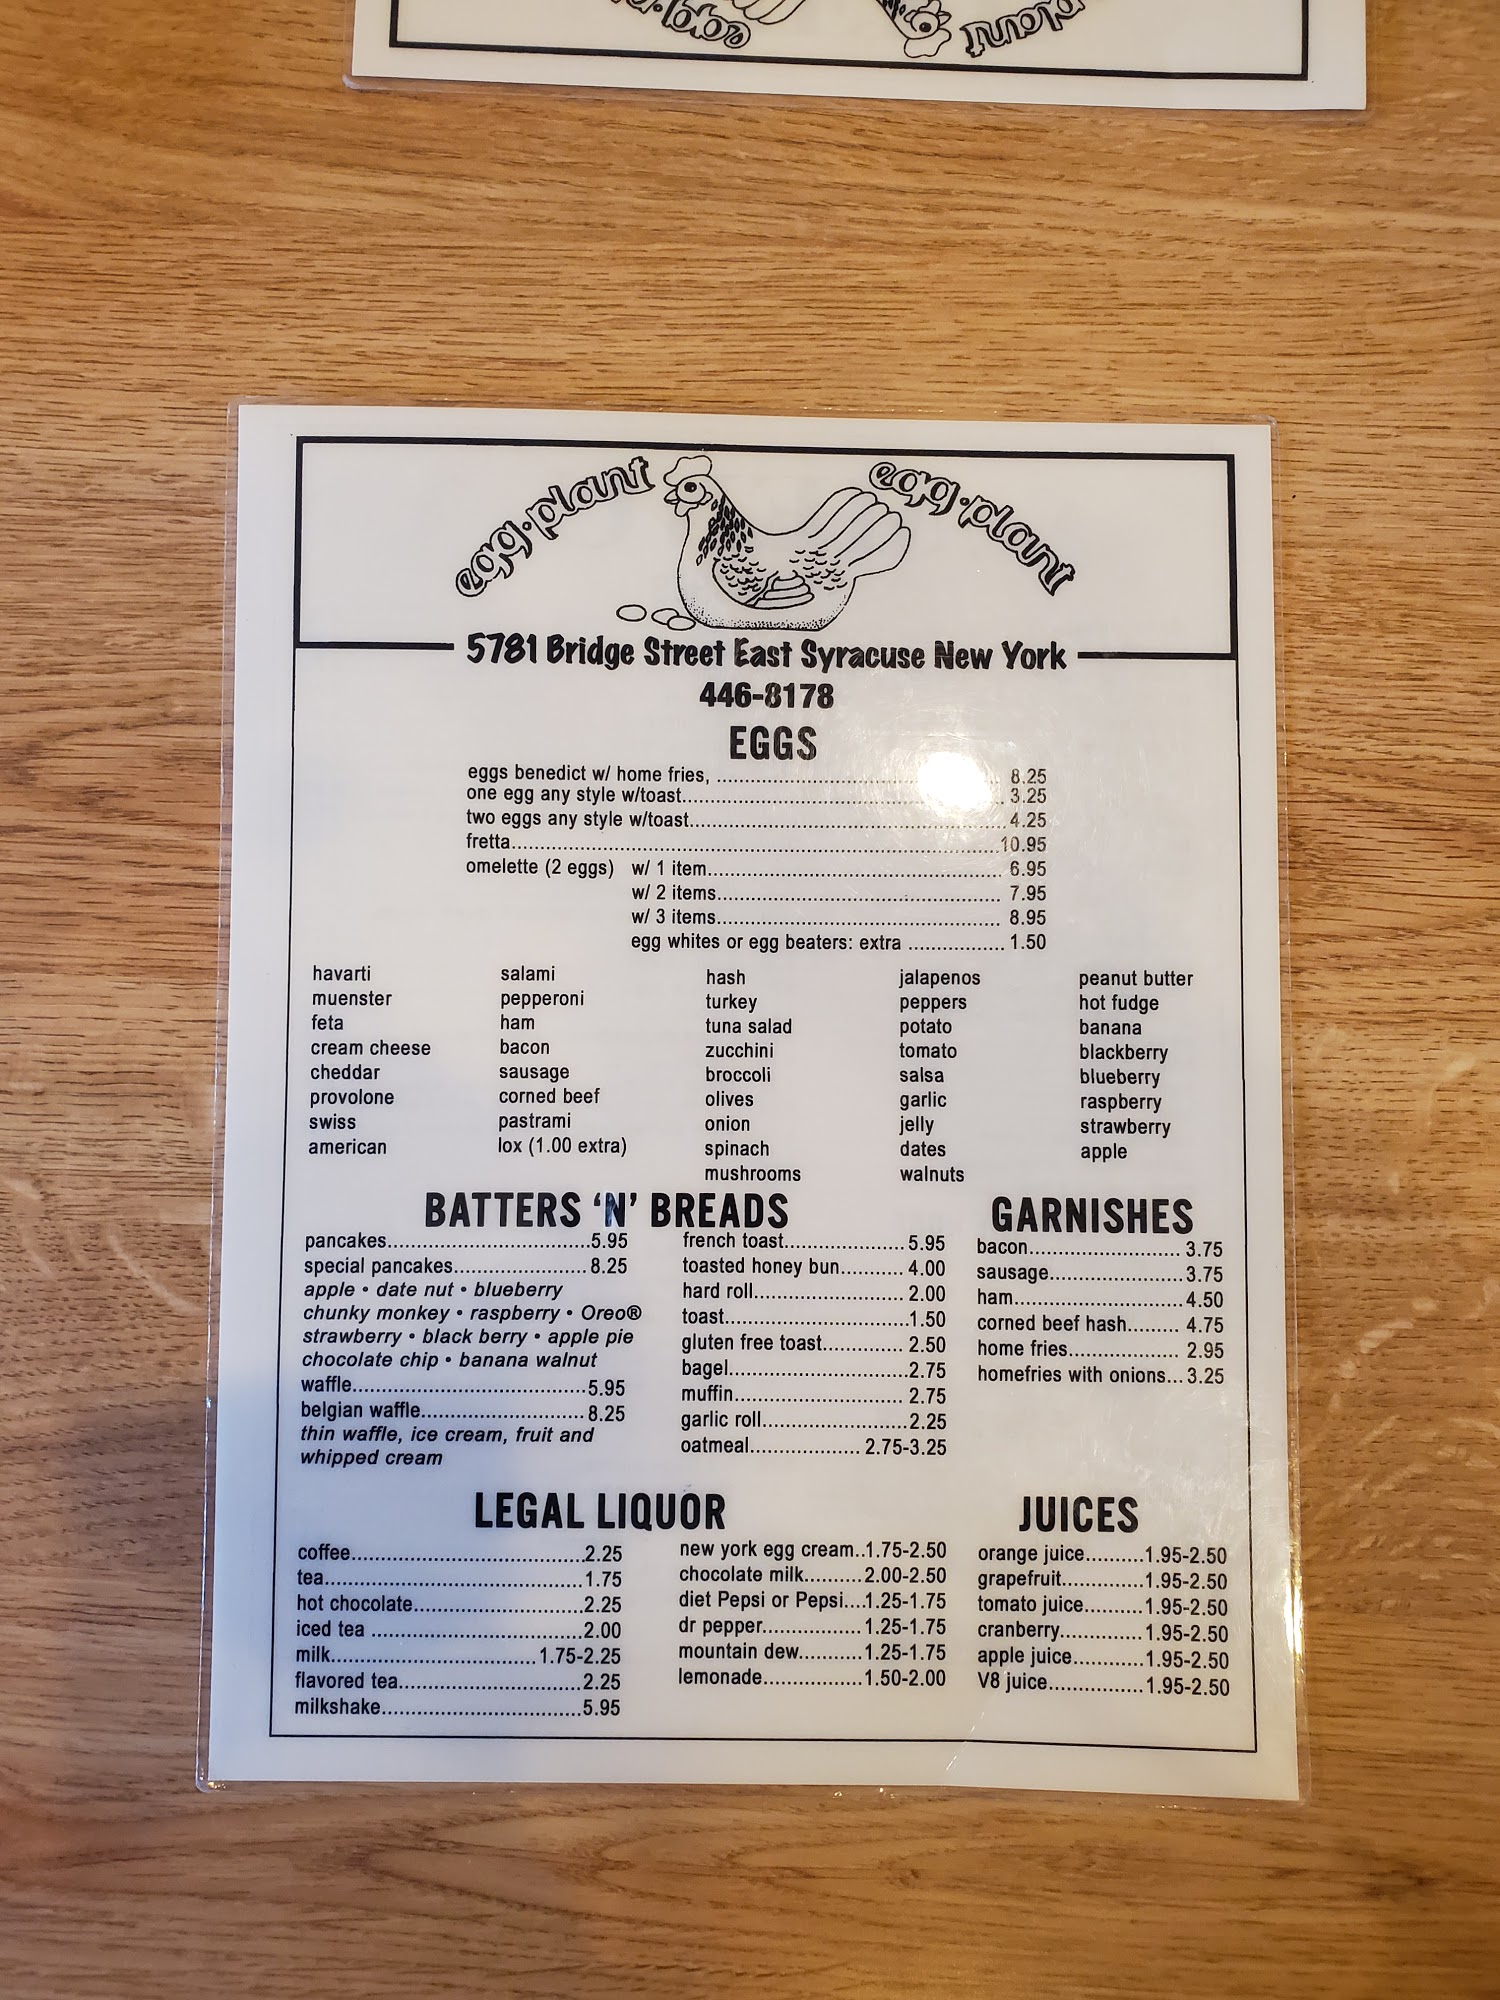 egg·plant
egg·plant
5781 Bridge Street East Syracuse New York
446-8178
EGGS
eggs benedict w/ home fries, ........................................ 8.25
one egg any style w/toast............................................. 3.25
two eggs any style w/toast............................................ 4.25
fretta..................................................................10.95
omelette (2 eggs) w/ 1 item........................................ 6.95
w/ 2 items....................................... 7.95
w/ 3 items....................................... 8.95
egg whites or egg beaters: extra ................ 1.50
havarti
muenster
feta
cream cheese
cheddar
provolone
swiss
american
salami
pepperoni
ham
bacon
sausage
corned beef
pastrami
lox (1.00 extra)
hash
turkey
tuna salad
zucchini
broccoli
olives
onion
spinach
mushrooms
jalapenos
peppers
potato
tomato
salsa
garlic
jelly
dates
walnuts
peanut butter
hot fudge
banana
blackberry
blueberry
raspberry
strawberry
apple
BATTERS ‘N’ BREADS
pancakes..................................5.95
special pancakes....................... 8.25
apple • date nut • blueberry
chunky monkey • raspberry • Oreo®
strawberry • black berry • apple pie
chocolate chip • banana walnut
waffle.......................................5.95
belgian waffle........................... 8.25
thin waffle, ice cream, fruit and
whipped cream
french toast.................... 5.95
toasted honey bun.......... 4.00
hard roll......................... 2.00
toast...............................1.50
gluten free toast............. 2.50
bagel..............................2.75
muffin............................ 2.75
garlic roll........................2.25
oatmeal.................. 2.75-3.25
GARNISHES
bacon......................... 3.75
sausage......................3.75
ham............................4.50
corned beef hash......... 4.75
home fries.................. 2.95
homefries with onions... 3.25
LEGAL LIQUOR
coffee.......................................2.25
tea...........................................1.75
hot chocolate............................2.25
iced tea ...................................2.00
milk..................................1.75-2.25
flavored tea..............................2.25
milkshake.................................5.95
new york egg cream..1.75-2.50
chocolate milk..........2.00-2.50
diet Pepsi or Pepsi....1.25-1.75
dr pepper.................1.25-1.75
mountain dew...........1.25-1.75
lemonade.................1.50-2.00
JUICES
orange juice..........1.95-2.50
grapefruit..............1.95-2.50
tomato juice..........1.95-2.50
cranberry..............1.95-2.50
apple juice............1.95-2.50
V8 juice................1.95-2.50